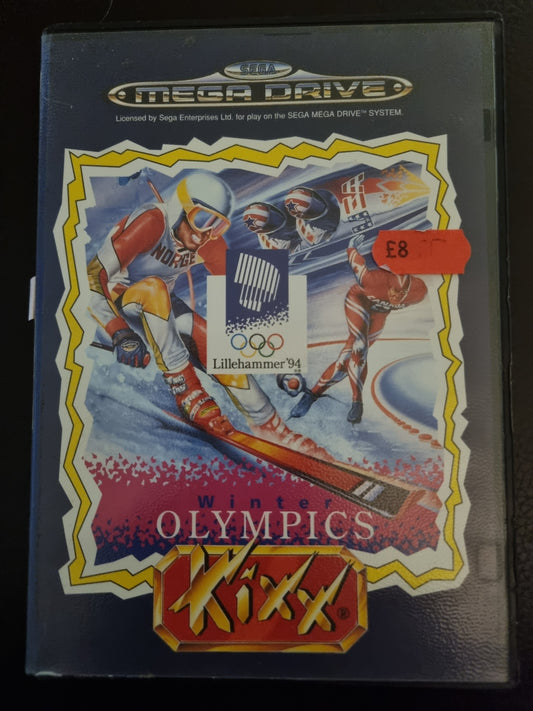 SEGA
MEGA DRIVE
Licensed by Sega Enterprises Ltd. for play on the SEGA MEGA DRIVE™ SYSTEM.
NORGE
£8
Lillehammer'94
Winter
OLYMPICS
Kixx®